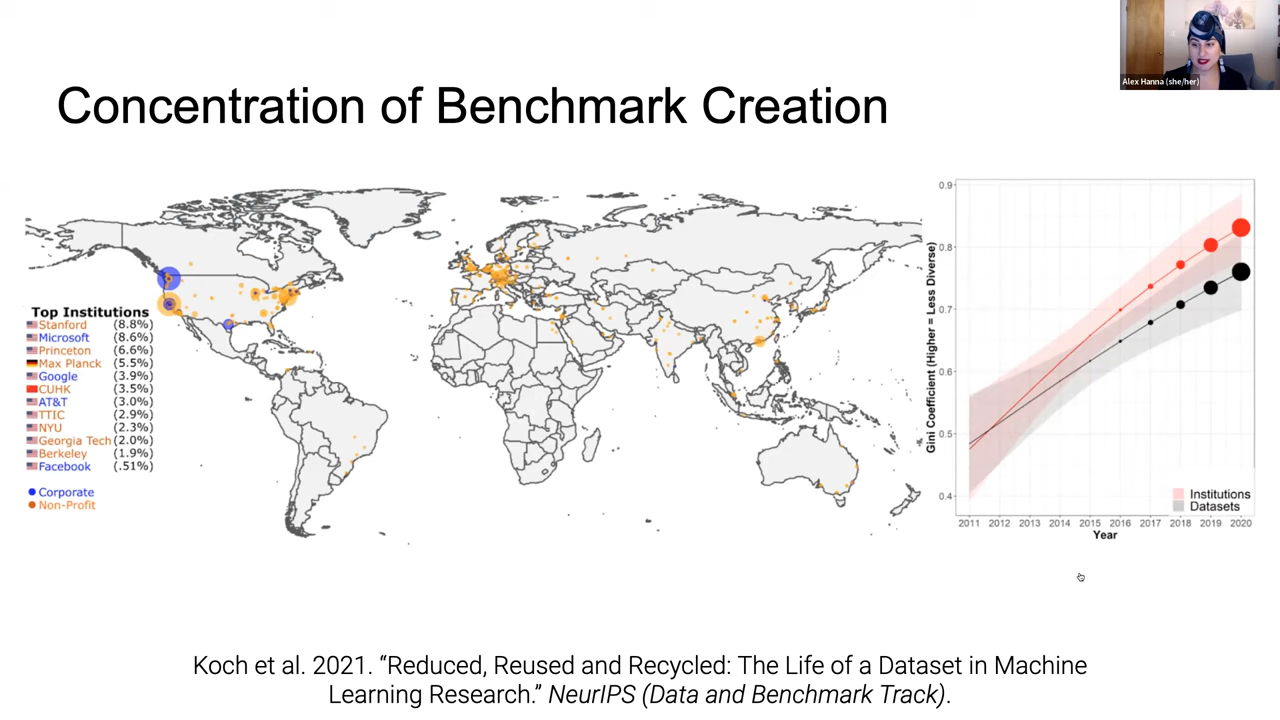 Alex Hanna (she/her)
Concentration of Benchmark Creation
Top Institutions
Stanford (8.8%)
Microsoft (8.6%)
Princeton (6.6%)
Max Planck (5.5%)
Google (3.9%)
CUHK (3.5%)
AT&T (3.0%)
TTIC (2.9%)
NYU (2.3%)
Georgia Tech (2.0%)
Berkeley (1.9%)
Facebook (.51%)
Corporate
Non-Profit
Gini Coefficient (Higher = Less Diverse)
0.9
0.8
0.7
0.6
0.5
0.4
Institutions
Datasets
2011 2012 2013 2014 2015 2016 2017 2018 2019 2020
Year
Koch et al. 2021. “Reduced, Reused and Recycled: The Life of a Dataset in Machine
Learning Research.” NeurIPS (Data and Benchmark Track).